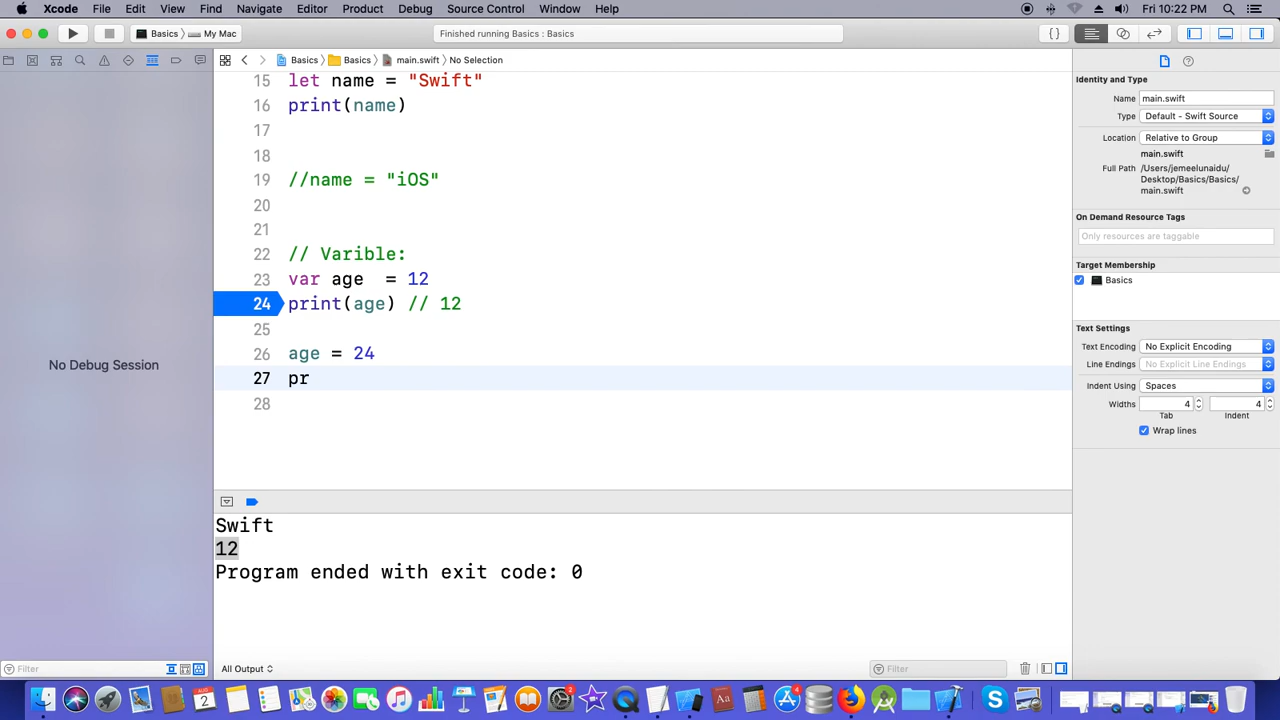 Xcode File Edit View Find Navigate Editor Product Debug Source Control Window Help Fri 10:22 PM
Basics My Mac Finished running Basics : Basics { }
Basics Basics main.swift No Selection
15 let name = "Swift"
16 print(name)
17
18
19 //name = "iOS"
20
21
22 // Varible:
23 var age = 12
24 print(age) // 12
25
26 age = 24
27 pr
28
No Debug Session
Swift
12
Program ended with exit code: 0
Filter
All Output
Filter
Identity and Type
Name main.swift
Type Default - Swift Source
Location Relative to Group
main.swift
Full Path /Users/jemeelunaidu/
Desktop/Basics/Basics/
main.swift
On Demand Resource Tags
Only resources are taggable
Target Membership
Basics
Text Settings
Text Encoding No Explicit Encoding
Line Endings No Explicit Line Endings
Indent Using Spaces
Widths 4 4
Tab Indent
Wrap lines